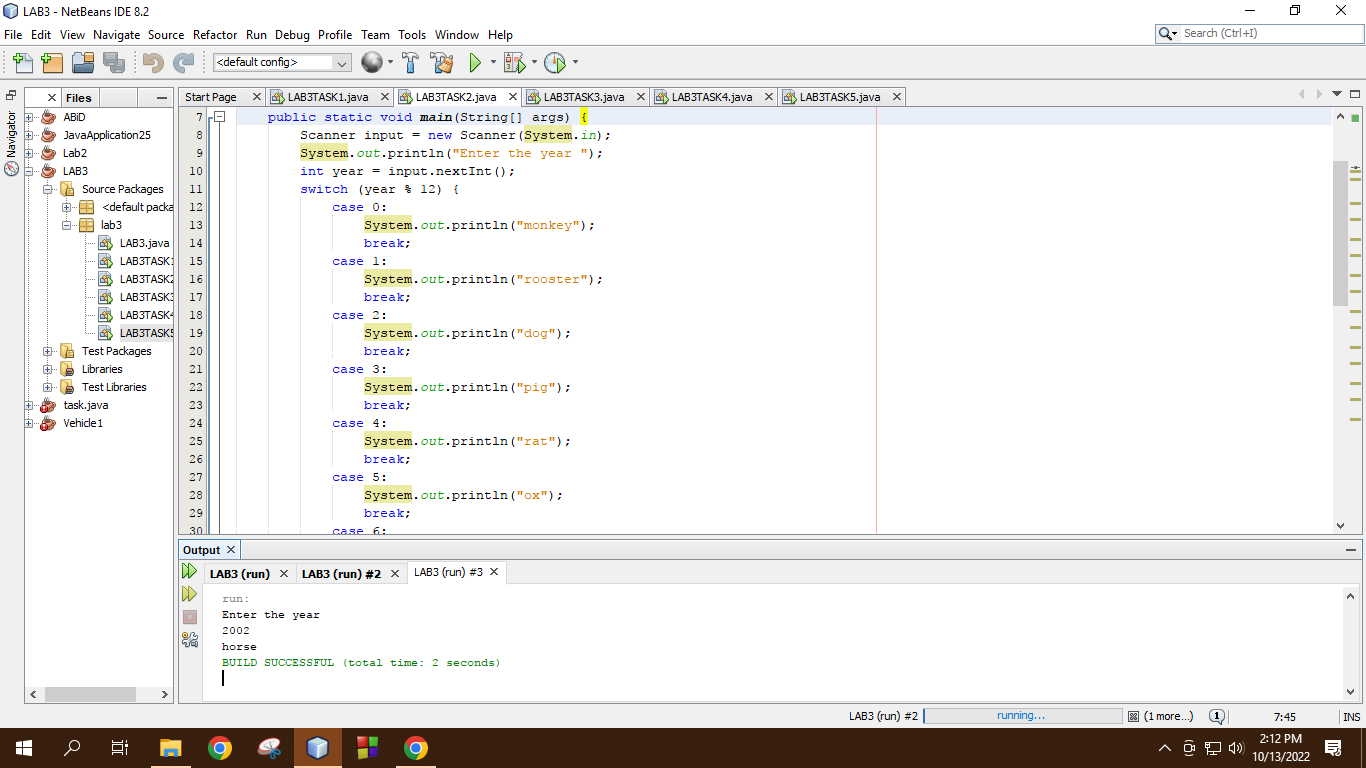 LAB3 - NetBeans IDE 8.2
File Edit View Navigate Source Refactor Run Debug Profile Team Tools Window Help
Search (Ctrl+I)
<default config>
Files
Start Page LAB3TASK1.java LAB3TASK2.java LAB3TASK3.java LAB3TASK4.java LAB3TASK5.java
Navigator
ABiD
JavaApplication25
Lab2
LAB3
Source Packages
<default packa
lab3
LAB3.java
LAB3TASK1
LAB3TASK2
LAB3TASK3
LAB3TASK4
LAB3TASK5
Test Packages
Libraries
Test Libraries
task.java
Vehicle1
7 public static void main(String[] args) {
8 Scanner input = new Scanner(System.in);
9 System.out.println("Enter the year ");
10 int year = input.nextInt();
11 switch (year % 12) {
12 case 0:
13 System.out.println("monkey");
14 break;
15 case 1:
16 System.out.println("rooster");
17 break;
18 case 2:
19 System.out.println("dog");
20 break;
21 case 3:
22 System.out.println("pig");
23 break;
24 case 4:
25 System.out.println("rat");
26 break;
27 case 5:
28 System.out.println("ox");
29 break;
30 case 6:
Output
LAB3 (run) LAB3 (run) #2 LAB3 (run) #3
run:
Enter the year
2002
horse
BUILD SUCCESSFUL (total time: 2 seconds)
LAB3 (run) #2 running... (1 more...) 1 7:45 INS
2:12 PM
10/13/2022